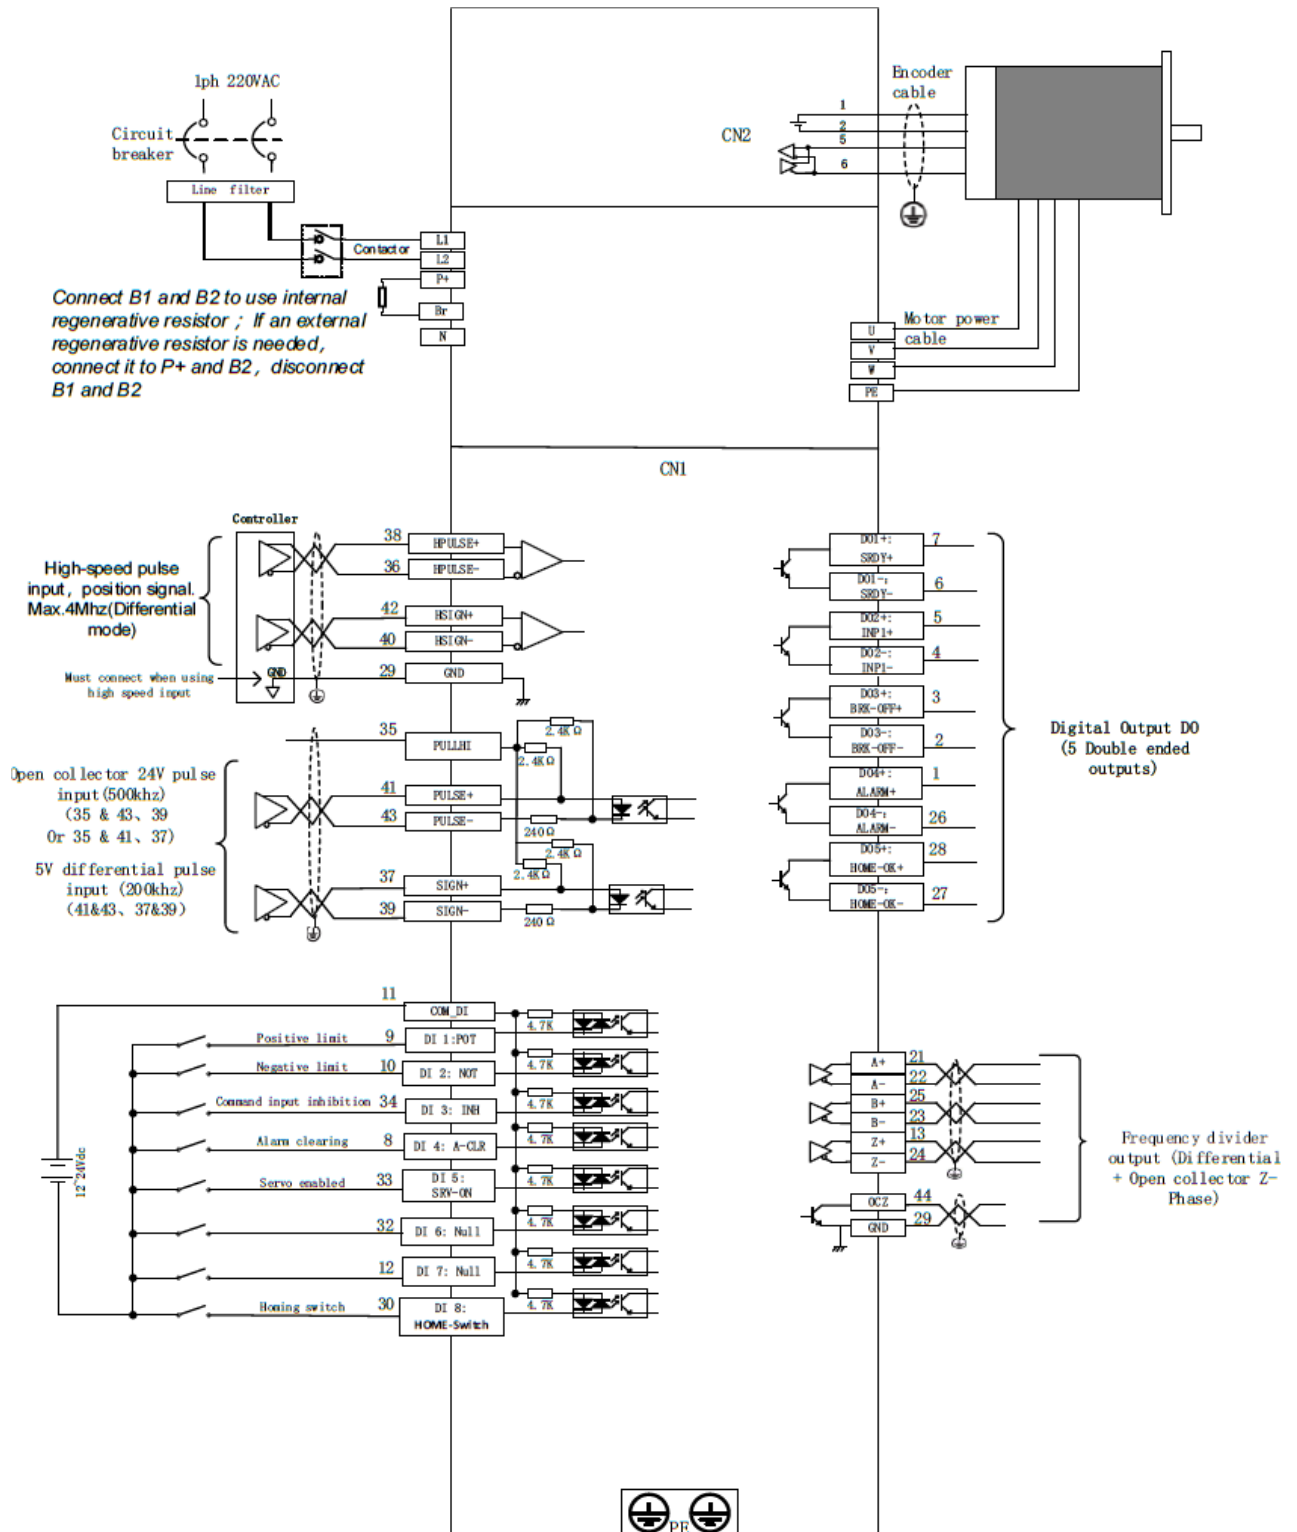 1ph 220VAC
Circuit
breaker
Line filter
Contactor
L1
L2
P+
Br
N
Connect B1 and B2 to use internal
regenerative resistor ; If an external
regenerative resistor is needed,
connect it to P+ and B2, disconnect
B1 and B2
CN2
1
2
5
6
Encoder
cable
U
V
W
PE
Motor power
cable
CN1
Controller
High-speed pulse
input, position signal.
Max.4Mhz(Differential
mode)
Must connect when using
high speed input
GND
38
HPULSE+
36
HPULSE-
42
HSIGN+
40
HSIGN-
29
GND
35
PULLHI
2.4KΩ
2.4KΩ
Open collector 24V pulse
input(500khz)
(35 & 43、39
Or 35 & 41、37)
5V differential pulse
input (200khz)
(41&43、37&39)
41
PULSE+
43
PULSE-
240Ω
2.4KΩ
2.4KΩ
37
SIGN+
39
SIGN-
240Ω
DO1+:
SRDY+
7
DO1-:
SRDY-
6
DO2+:
INP1+
5
DO2-:
INP1-
4
DO3+:
BRK-OFF+
3
DO3-:
BRK-OFF-
2
DO4+:
ALARM+
1
DO4-:
ALARM-
26
DO5+:
HOME-OK+
28
DO5-:
HOME-OK-
27
Digital Output DO
(5 Double ended
outputs)
12~24Vdc
11
COM_DI
4.7K
Positive limit
9
DI 1:POT
4.7K
Negative limit
10
DI 2: NOT
4.7K
Command input inhibition
34
DI 3: INH
4.7K
Alarm clearing
8
DI 4: A-CLR
4.7K
Servo enabled
33
DI 5:
SRV-ON
4.7K
32
DI 6: Null
4.7K
12
DI 7: Null
4.7K
Homing switch
30
DI 8:
HOME-Switch
A+
21
A-
22
B+
25
B-
23
Z+
13
Z-
24
OCZ
44
GND
29
Frequency divider
output (Differential
+ Open collector Z-
Phase)
PE